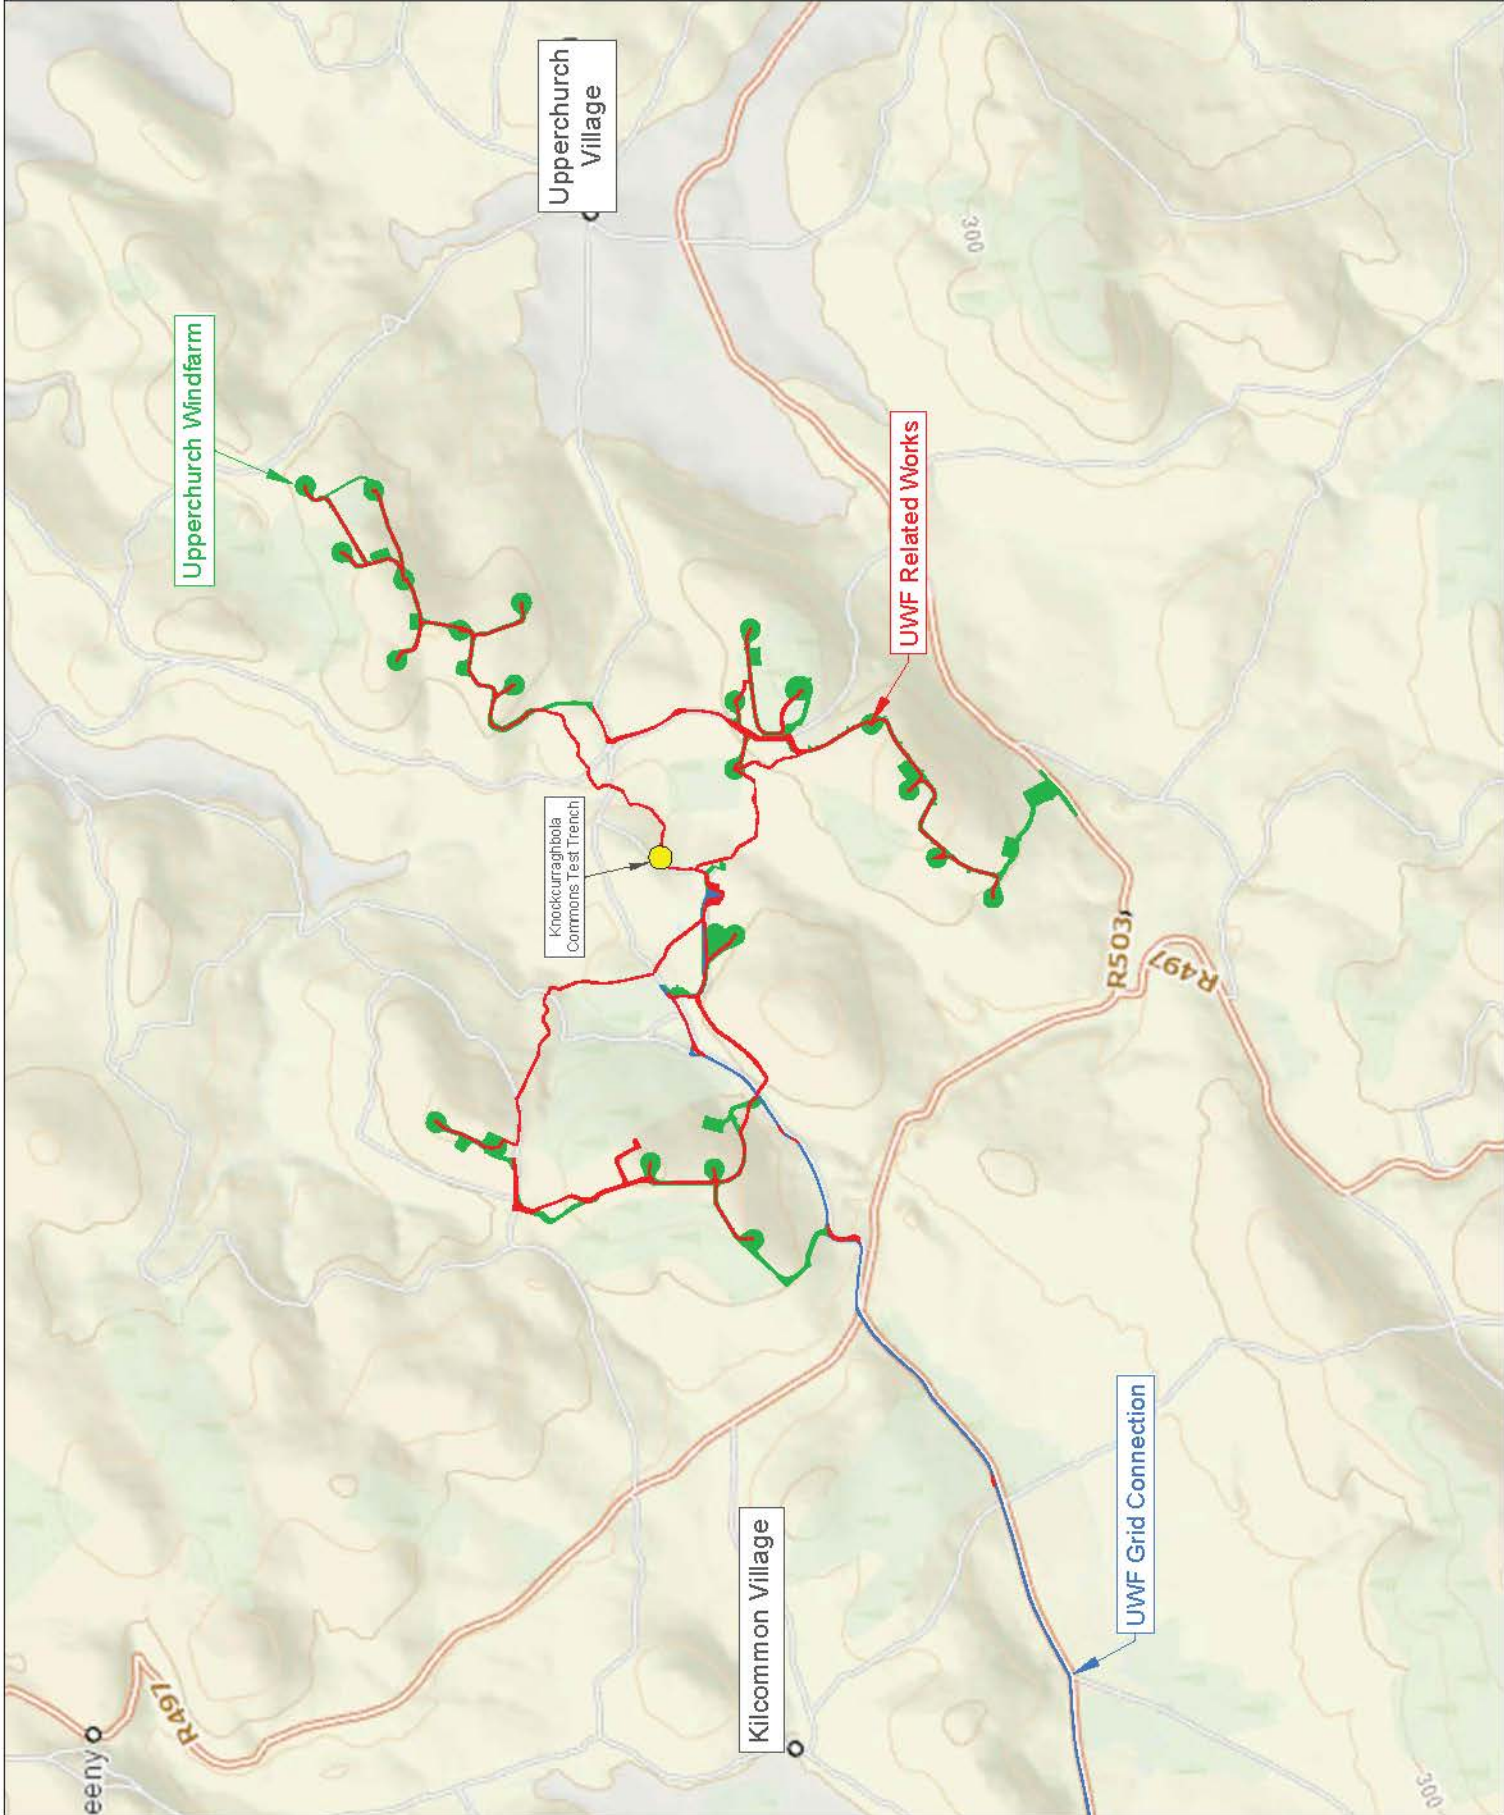 eeny
R497
Kilcommon Village
UWF Grid Connection
300
Knockcurraghbola
Commons Test Trench
R503
R497
Upperchurch Windfarm
UWF Related Works
Upperchurch
Village
300